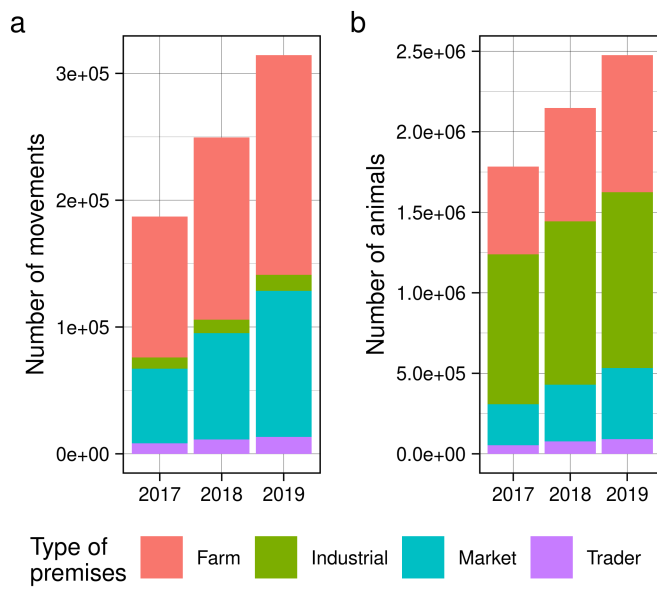 a
b
Number of movements
3e+05
2e+05
1e+05
0e+00
2017 2018 2019
Number of animals
2.5e+06
2.0e+06
1.5e+06
1.0e+06
5.0e+05
0.0e+00
2017 2018 2019
Type of
premises
Farm Industrial Market Trader